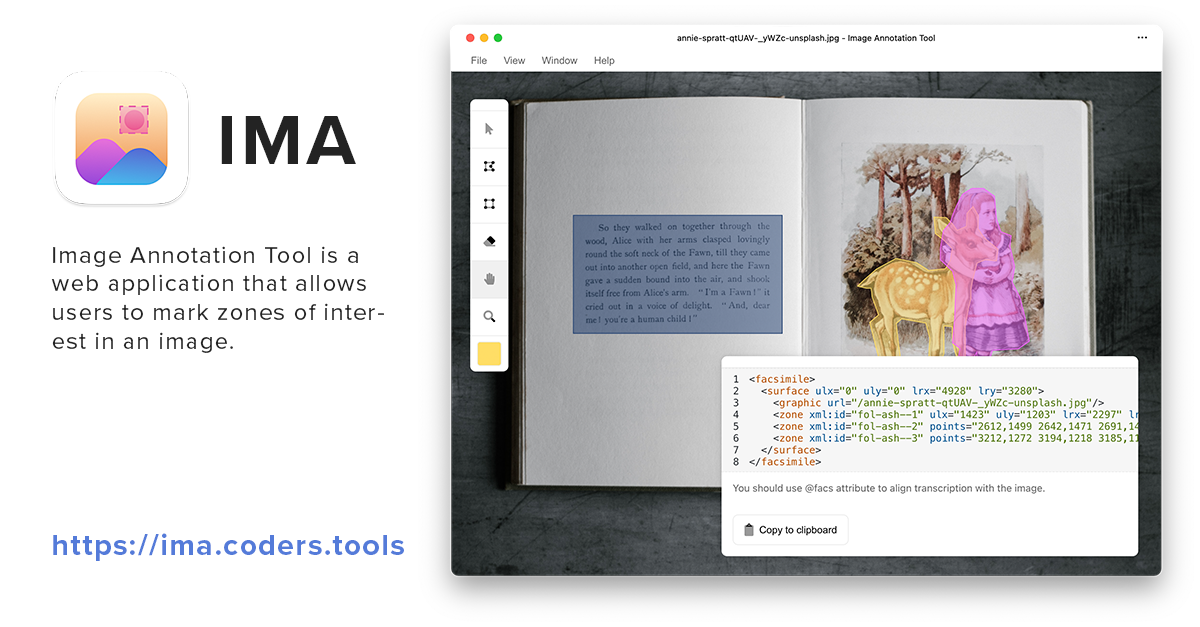 IMA
Image Annotation Tool is a
web application that allows
users to mark zones of inter-
est in an image.
https://ima.coders.tools
annie-spratt-qtUAV-_yWZc-unsplash.jpg - Image Annotation Tool
File View Window Help
So they walked on together through the
wood, Alice with her arms clasped lovingly
round the soft neck of the Fawn, till they came
out into another open field, and here the Fawn
gave a sudden bound into the air, and shook
itself free from Alice's arm. “I'm a Fawn!” it
cried out in a voice of delight. “And, dear
me! you're a human child!”
1 <facsimile>
2 <surface ulx="0" uly="0" lrx="4928" lry="3280">
3 <graphic url="/annie-spratt-qtUAV-_yWZc-unsplash.jpg"/>
4 <zone xml:id="fol-ash--1" ulx="1423" uly="1203" lrx="2297" lr
5 <zone xml:id="fol-ash--2" points="2612,1499 2642,1471 2691,14
6 <zone xml:id="fol-ash--3" points="3212,1272 3194,1218 3185,11
7 </surface>
8 </facsimile>
You should use @facs attribute to align transcription with the image.
Copy to clipboard